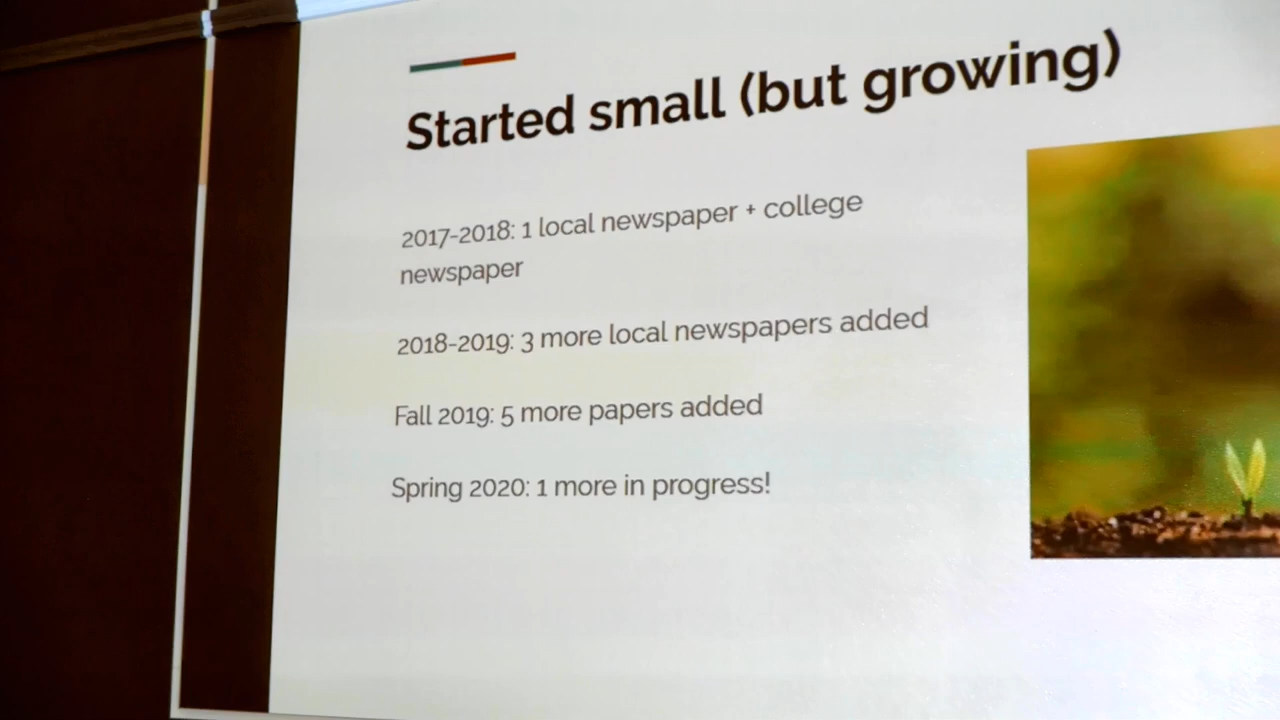 Started small (but growing)
2017-2018: 1 local newspaper + college
newspaper
2018-2019: 3 more local newspapers added
Fall 2019: 5 more papers added
Spring 2020: 1 more in progress!